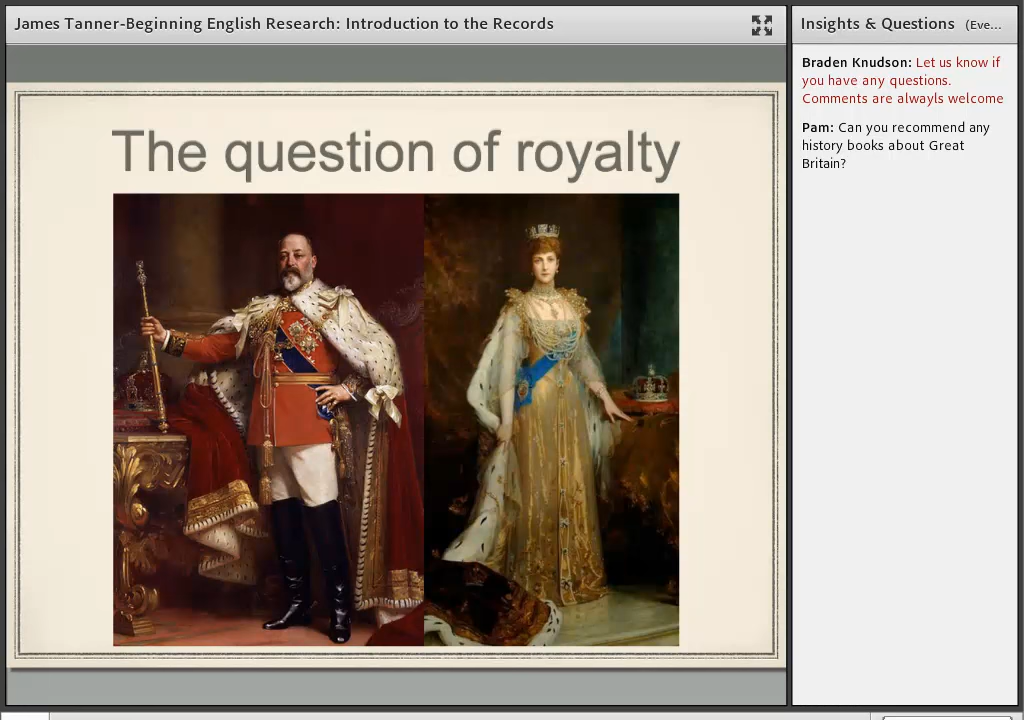 James Tanner-Beginning English Research: Introduction to the Records
The question of royalty
Insights & Questions (Eve...
Braden Knudson: Let us know if
you have any questions.
Comments are alwayls welcome
Pam: Can you recommend any
history books about Great
Britain?